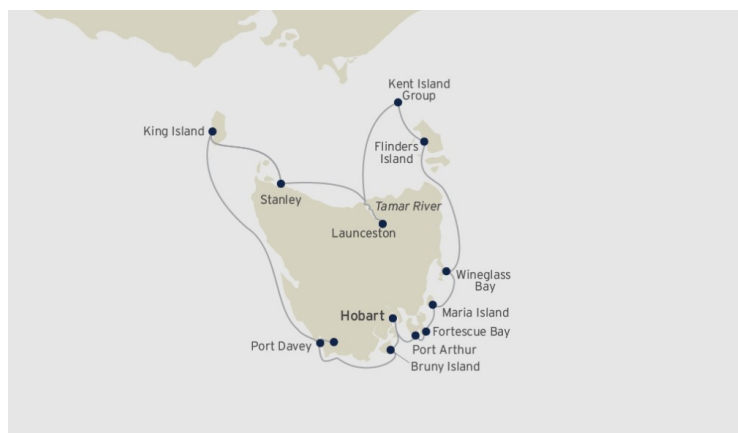 Kent Island
Group
King Island
Flinders
Island
Stanley
Tamar River
Launceston
Wineglass
Bay
Maria Island
Hobart
Fortescue Bay
Port Davey
Port Arthur
Bruny Island